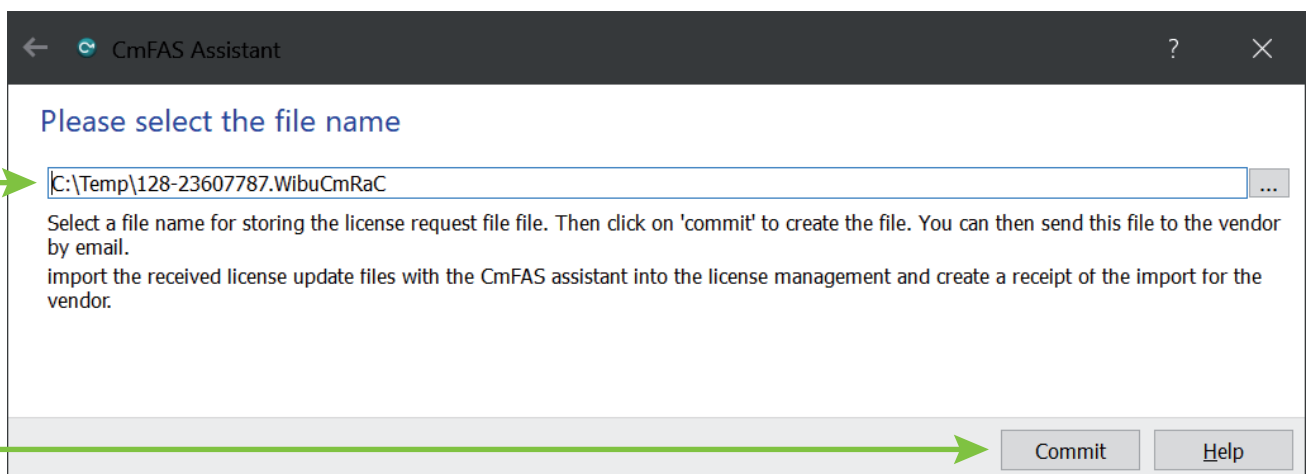 CmFAS Assistant
?
Please select the file name
C:\Temp\128-23607787.WibuCmRaC
...
Select a file name for storing the license request file file. Then click on 'commit' to create the file. You can then send this file to the vendor
by email.
import the received license update files with the CmFAS assistant into the license management and create a receipt of the import for the
vendor.
Commit
Help